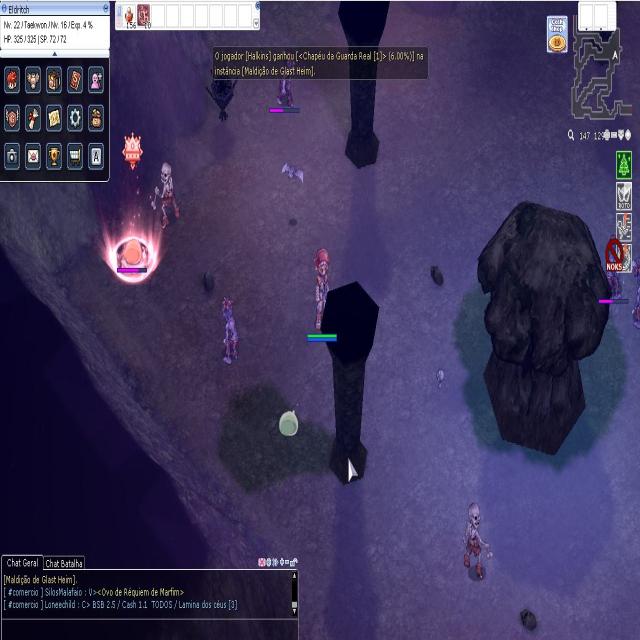 Eldritch
Nv. 22 / Taekwon / Nv. 16 / Exp. 4 %
HP. 325 / 325 | SP. 72 / 72
O jogador [Halkins] ganhou [<Chapéu da Guarda Real [1]> (6.00%)] na
instância [Maldição de Glast Heim].
NOKS
Chat Geral
Chat Batalha
[Maldição de Glast Heim].
[ #comercio ] SilosMalafaio : V><Ovo de Réquiem de Marfim>
[ #comercio ] Loneechild : C> BSB 2.5 / Cash 1.1 TODOS / Lamina dos céus [3]